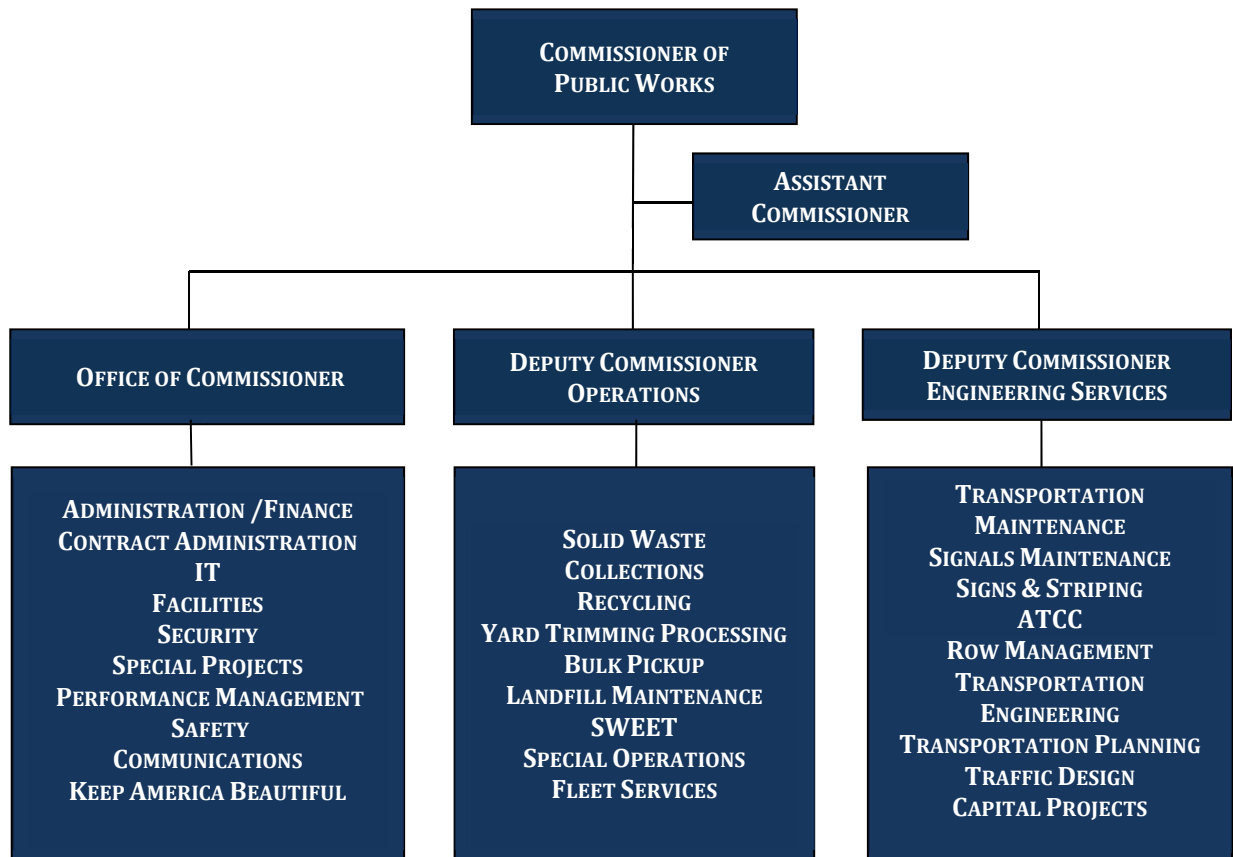 COMMISSIONER OF
PUBLIC WORKS
ASSISTANT
COMMISSIONER
OFFICE OF COMMISSIONER
DEPUTY COMMISSIONER
OPERATIONS
DEPUTY COMMISSIONER
ENGINEERING SERVICES
ADMINISTRATION /FINANCE
CONTRACT ADMINISTRATION
IT
FACILITIES
SECURITY
SPECIAL PROJECTS
PERFORMANCE MANAGEMENT
SAFETY
COMMUNICATIONS
KEEP AMERICA BEAUTIFUL
SOLID WASTE
COLLECTIONS
RECYCLING
YARD TRIMMING PROCESSING
BULK PICKUP
LANDFILL MAINTENANCE
SWEET
SPECIAL OPERATIONS
FLEET SERVICES
TRANSPORTATION
MAINTENANCE
SIGNALS MAINTENANCE
SIGNS & STRIPING
ATCC
ROW MANAGEMENT
TRANSPORTATION
ENGINEERING
TRANSPORTATION PLANNING
TRAFFIC DESIGN
CAPITAL PROJECTS